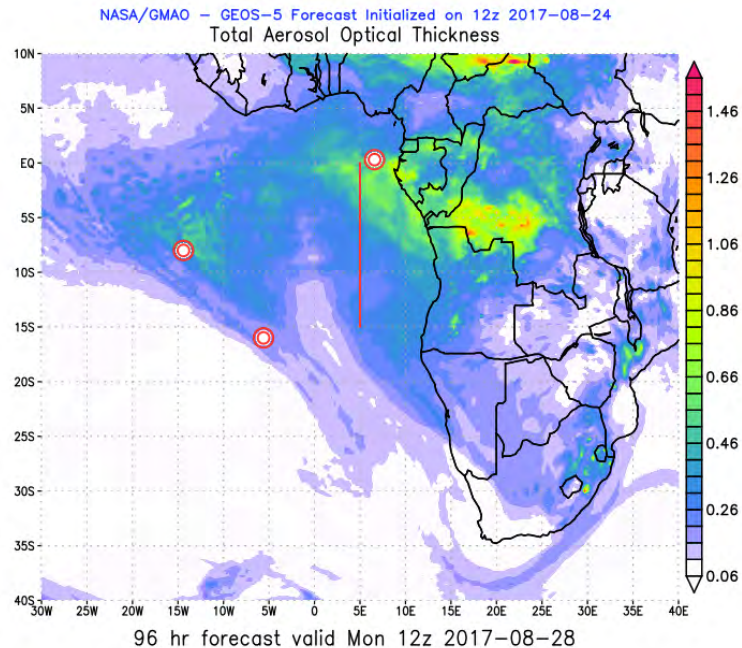 NASA/GMAO - GEOS-5 Forecast Initialized on 12z 2017-08-24
Total Aerosol Optical Thickness
10N
5N
EQ
5S
10S
15S
20S
25S
30S
35S
40S
30W 25W 20W 15W 10W 5W 0 5E 10E 15E 20E 25E 30E 35E 40E
1.46
1.26
1.06
0.86
0.66
0.46
0.26
0.06
96 hr forecast valid Mon 12z 2017-08-28